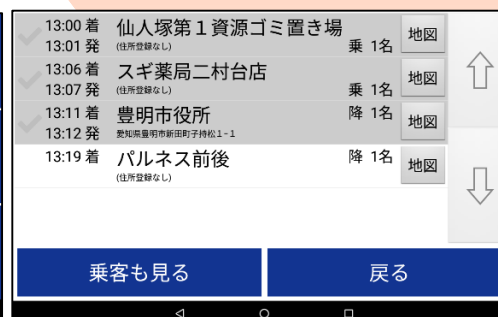 13:00 着 仙人塚第１資源ゴミ置き場 地図
13:01 発 (住所登録なし) 乗 1名
13:06 着 スギ薬局二村台店 地図
13:07 発 (住所登録なし) 乗 1名
13:11 着 豊明市役所 降 1名 地図
13:12 発 愛知県豊明市新田町子持松１−１
13:19 着 パルネス前後 降 1名 地図
(住所登録なし)
乗客も見る 戻る